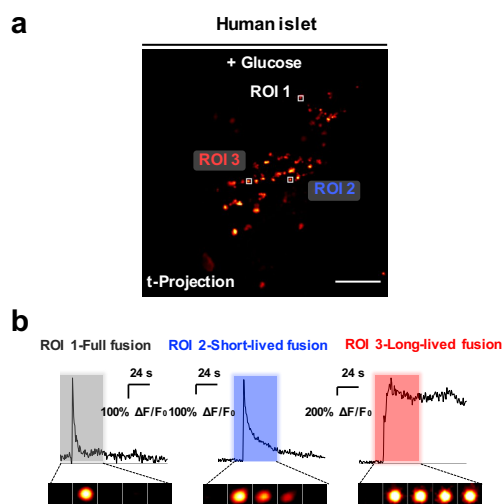 a
Human islet
+ Glucose
ROI 1
ROI 3
ROI 2
t-Projection
b
ROI 1-Full fusion
ROI 2-Short-lived fusion
ROI 3-Long-lived fusion
24 s
100% ΔF/F₀
24 s
100% ΔF/F₀
24 s
200% ΔF/F₀